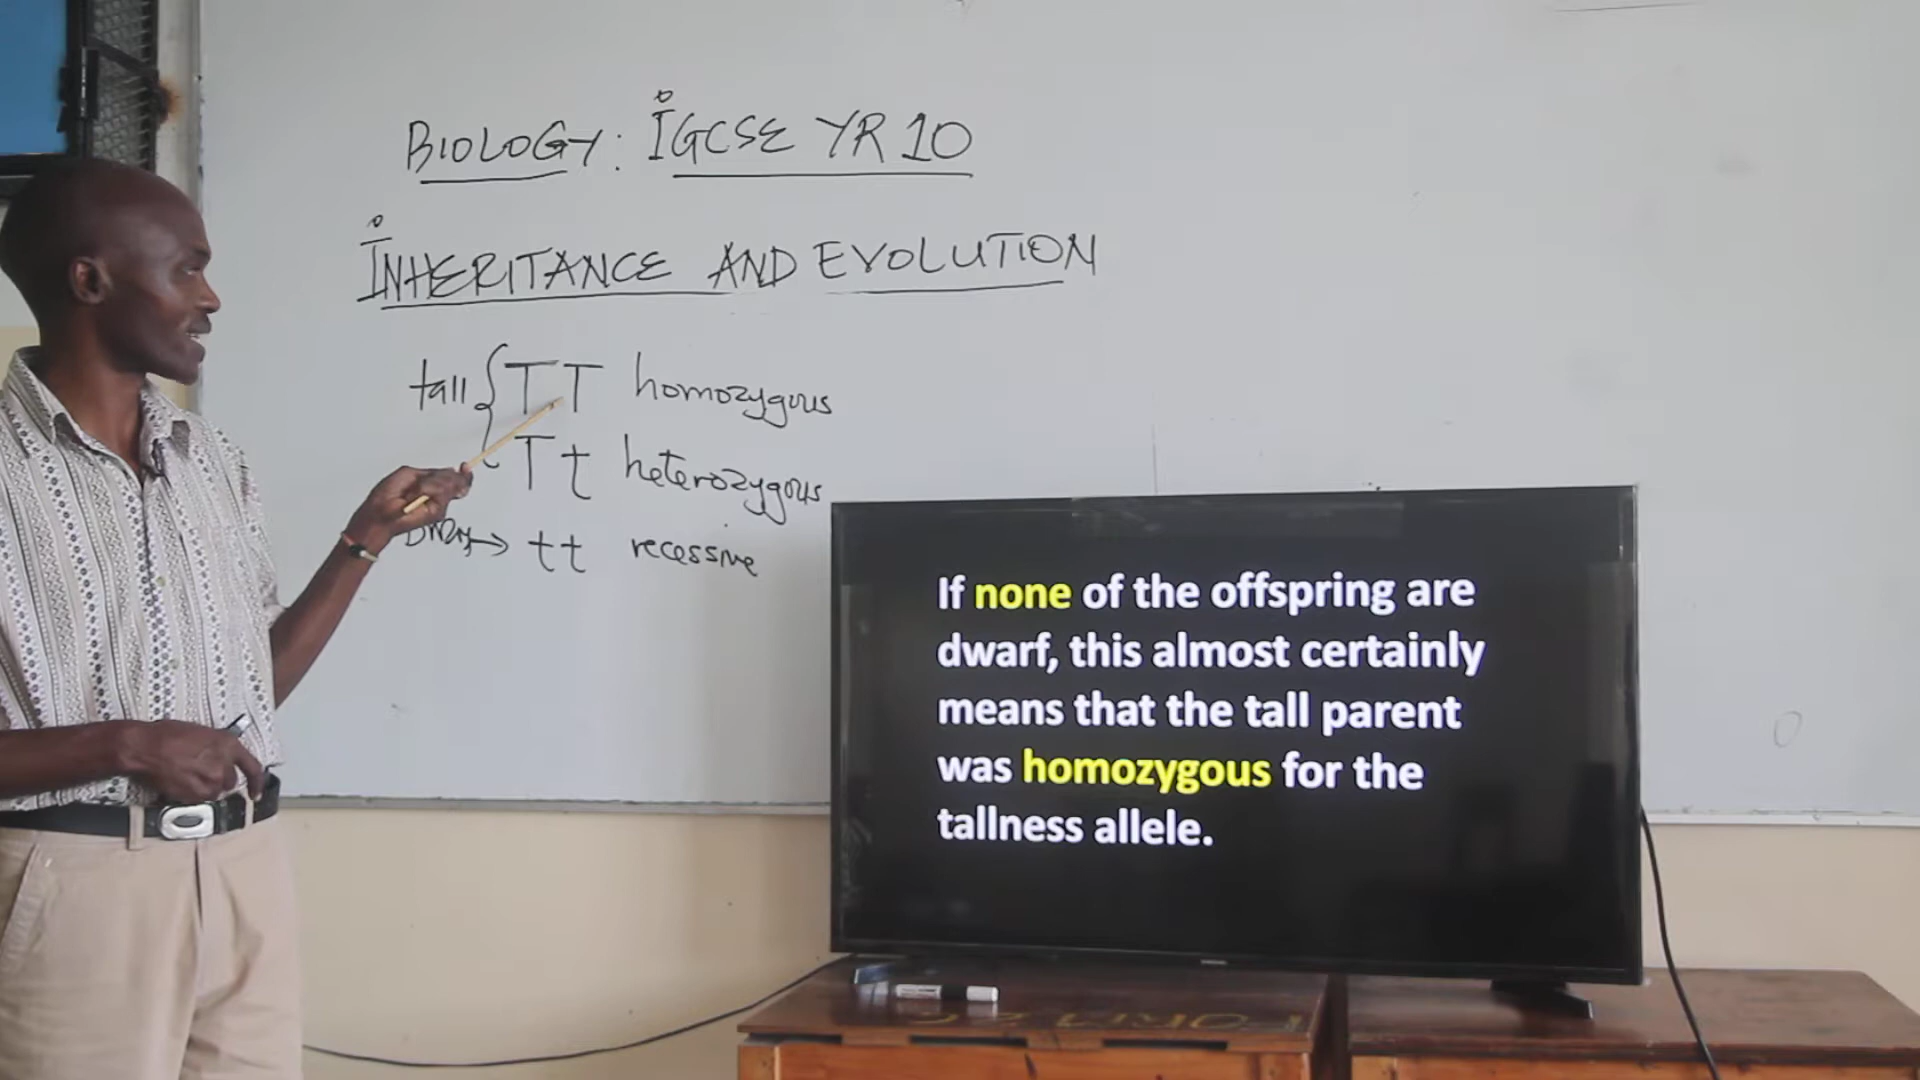 BIOLOGY: IGCSE YR 10
INHERITANCE AND EVOLUTION
tall { TT homozygous
Tt heterozygous
→ tt recessive
If none of the offspring are
dwarf, this almost certainly
means that the tall parent
was homozygous for the
tallness allele.